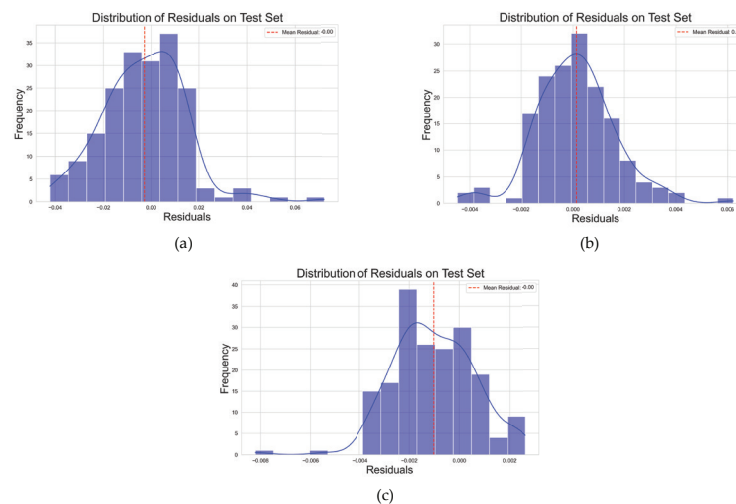 Distribution of Residuals on Test Set
Mean Residual: -0.00
35
30
25
20
15
10
5
0
Frequency
−0.04
−0.02
0.00
0.02
0.04
0.06
Residuals
(a)
Distribution of Residuals on Test Set
Mean Residual: 0.
30
25
20
15
10
5
0
Frequency
−0.004
−0.002
0.000
0.004
Residuals
(b)
Distribution of Residuals on Test Set
Mean Residual: -0.00
40
35
30
25
20
15
10
5
0
Frequency
−0.008
−0.006
−0.004
−0.002
0.000
0.002
Residuals
(c)